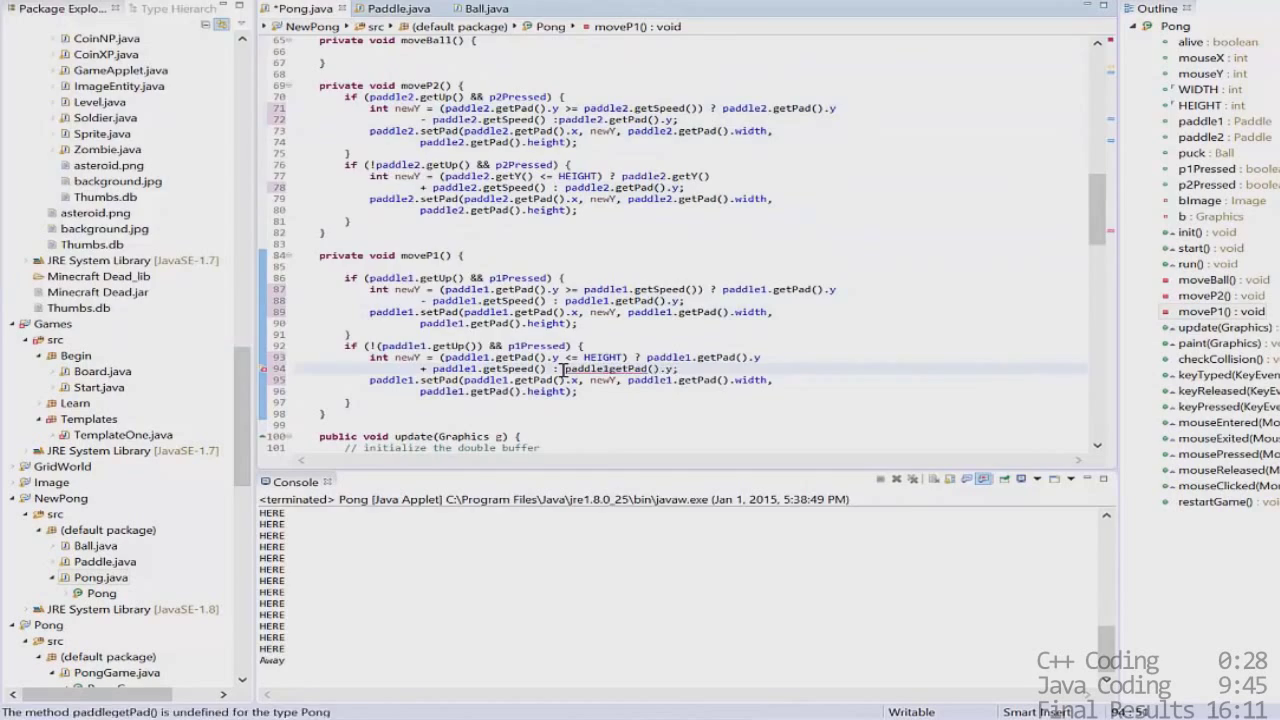 Package Explo...
Type Hierarch
*Pong.java
Paddle.java
Ball.java
Outline
NewPong
src
(default package)
Pong
moveP1() : void
CoinNP.java
CoinXP.java
GameApplet.java
ImageEntity.java
Level.java
Soldier.java
Sprite.java
Zombie.java
asteroid.png
background.jpg
Thumbs.db
asteroid.png
background.jpg
Thumbs.db
JRE System Library [JavaSE-1.7]
Minecraft Dead_lib
Minecraft Dead.jar
Thumbs.db
Games
src
Begin
Board.java
Start.java
Learn
Templates
TemplateOne.java
JRE System Library [JavaSE-1.7]
GridWorld
Image
NewPong
src
(default package)
Ball.java
Paddle.java
Pong.java
Pong
JRE System Library [JavaSE-1.8]
Pong
src
(default package)
PongGame.java
65 private void moveBall() {
66
67 }
68
69 private void moveP2() {
70 if (paddle2.getUp() && p2Pressed) {
71 int newY = (paddle2.getPad().y >= paddle2.getSpeed()) ? paddle2.getPad().y
72 - paddle2.getSpeed() :paddle2.getPad().y;
73 paddle2.setPad(paddle2.getPad().x, newY, paddle2.getPad().width,
74 paddle2.getPad().height);
75 }
76 if (!paddle2.getUp() && p2Pressed) {
77 int newY = (paddle2.getY() <= HEIGHT) ? paddle2.getY()
78 + paddle2.getSpeed() : paddle2.getPad().y;
79 paddle2.setPad(paddle2.getPad().x, newY, paddle2.getPad().width,
80 paddle2.getPad().height);
81 }
82 }
83
84 private void moveP1() {
85
86 if (paddle1.getUp() && p1Pressed) {
87 int newY = (paddle1.getPad().y >= paddle1.getSpeed()) ? paddle1.getPad().y
88 - paddle1.getSpeed() : paddle1.getPad().y;
89 paddle1.setPad(paddle1.getPad().x, newY, paddle1.getPad().width,
90 paddle1.getPad().height);
91 }
92 if (!(paddle1.getUp()) && p1Pressed) {
93 int newY = (paddle1.getPad().y <= HEIGHT) ? paddle1.getPad().y
94 + paddle1.getSpeed() : paddle1getPad().y;
95 paddle1.setPad(paddle1.getPad().x, newY, paddle1.getPad().width,
96 paddle1.getPad().height);
97 }
98 }
99
100 public void update(Graphics g) {
101 // initialize the double buffer
Console
<terminated> Pong [Java Applet] C:\Program Files\Java\jre1.8.0_25\bin\javaw.exe (Jan 1, 2015, 5:38:49 PM)
HERE
HERE
HERE
HERE
HERE
HERE
HERE
HERE
HERE
HERE
HERE
HERE
HERE
Away
Pong
alive : boolean
mouseX : int
mouseY : int
WIDTH : int
HEIGHT : int
paddle1 : Paddle
paddle2 : Paddle
puck : Ball
p1Pressed : boolean
p2Pressed : boolean
bImage : Image
b : Graphics
init() : void
start() : void
run() : void
moveBall() : void
moveP2() : void
moveP1() : void
update(Graphics) : void
paint(Graphics) : void
checkCollision() : void
keyTyped(KeyEven
keyReleased(KeyE
keyPressed(KeyEve
mouseEntered(Mo
mouseExited(Mous
mousePressed(Mo
mouseReleased(M
mouseClicked(Mou
restartGame() : void
C++ Coding 0:28
Java Coding 9:45
Final Results 16:11
The method paddlegetPad() is undefined for the type Pong
Writable
Smart Insert